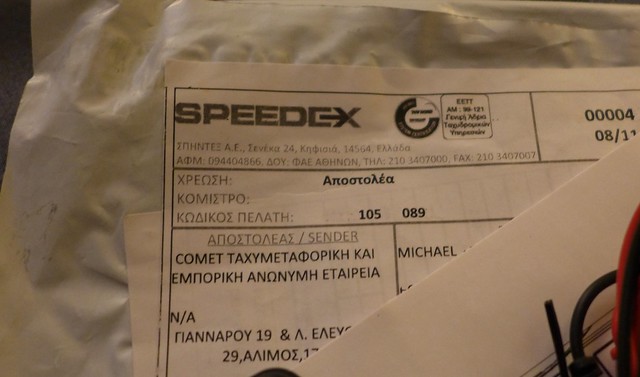 SPEEDEX
ΕΕΤΤ
ΑΜ: 99-121
Γενική Άδεια
Ταχυδρομικών
Υπηρεσιών
00004
08/11
ΣΠΗΝΤΕΞ Α.Ε., Σενέκα 24, Κηφισιά, 14564, Ελλάδα
ΑΦΜ: 094404866, ΔΟΥ: ΦΑΕ ΑΘΗΝΩΝ, ΤΗΛ: 210 3407000, FAX: 210 3407007
ΧΡΕΩΣΗ: Αποστολέα
ΚΟΜΙΣΤΡΟ:
ΚΩΔΙΚΟΣ ΠΕΛΑΤΗ: 105 089
ΑΠΟΣΤΟΛΕΑΣ / SENDER
COMET ΤΑΧΥΜΕΤΑΦΟΡΙΚΗ ΚΑΙ
ΕΜΠΟΡΙΚΗ ΑΝΩΝΥΜΗ ΕΤΑΙΡΕΙΑ
MICHAEL
N/A
ΓΙΑΝΝΑΡΟΥ 19 & Λ. ΕΛΕΥΘ
29,ΑΛΙΜΟΣ,17